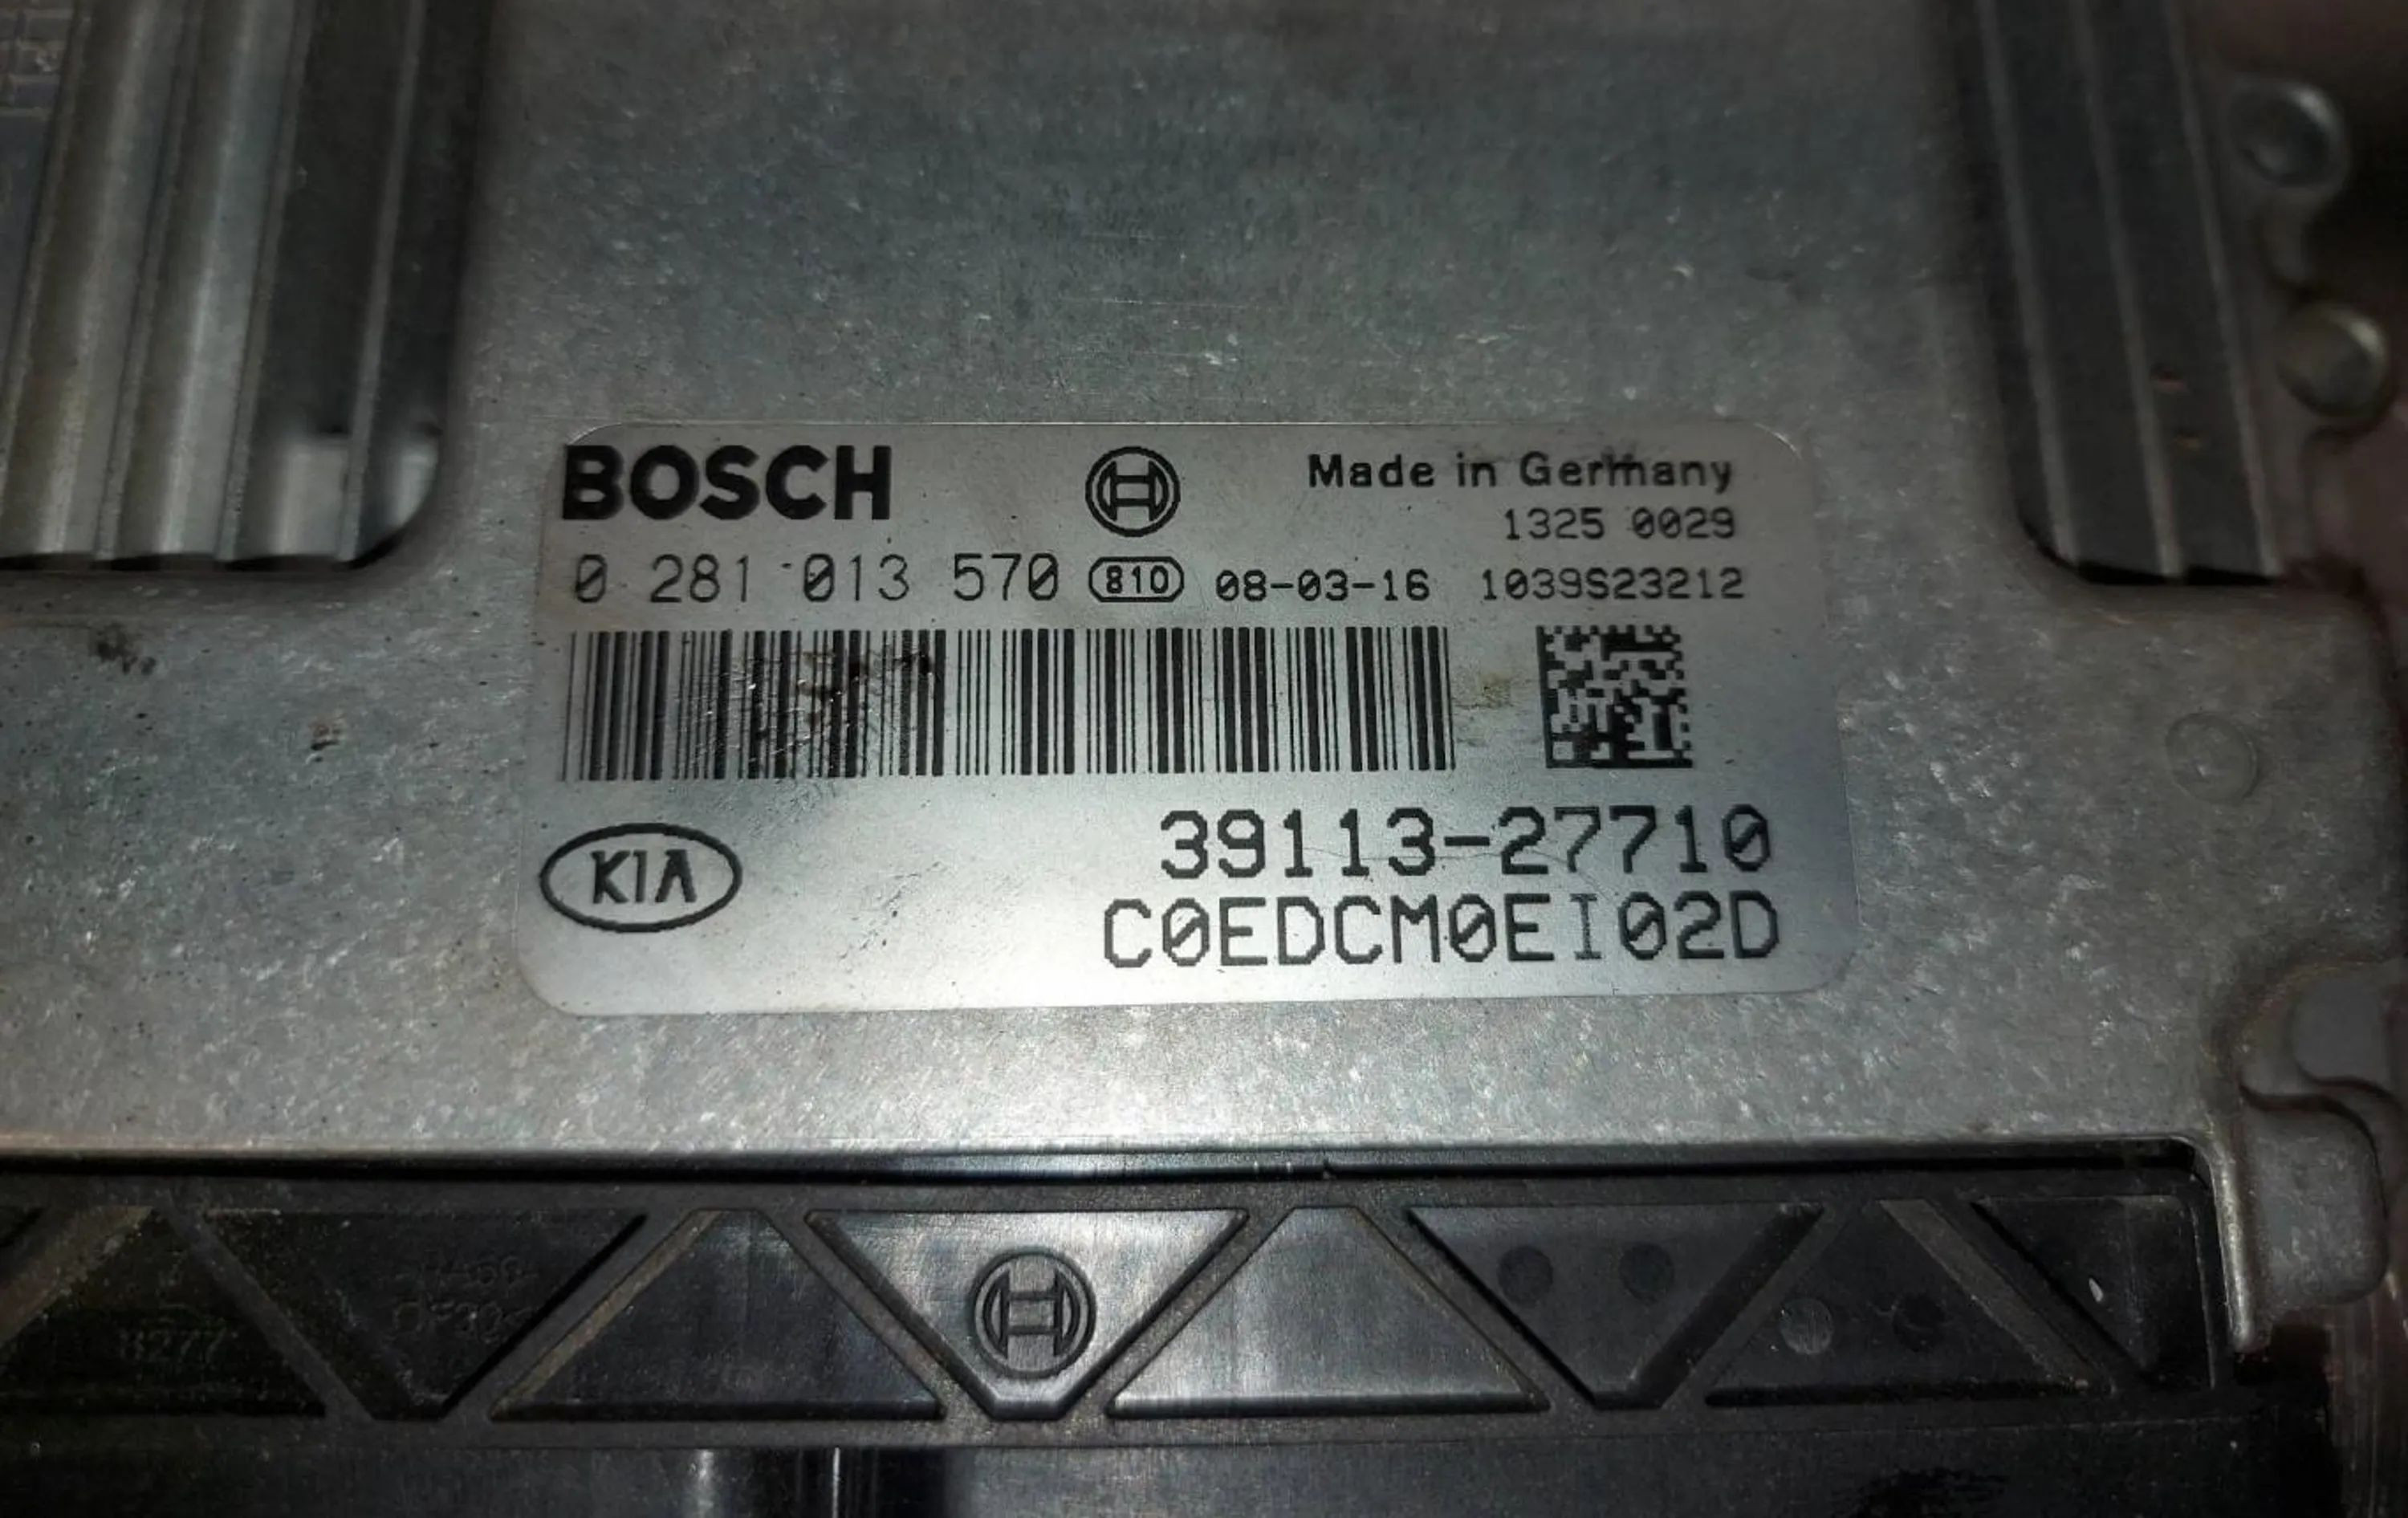 BOSCH
Made in Germany
1325 0029
0 281 013 570 810 08-03-16 1039S23212
KIA
39113-27710
C0EDCM0EI02D